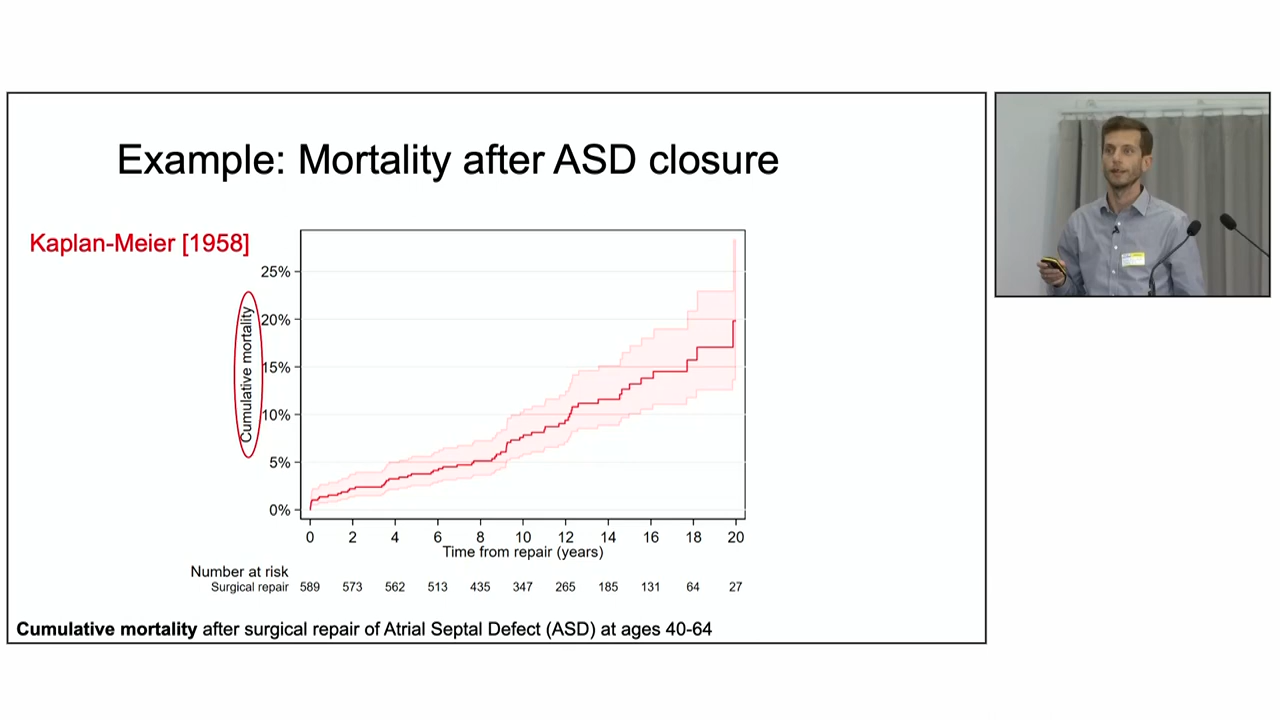 Example: Mortality after ASD closure
Kaplan-Meier [1958]
Cumulative mortality
25%
20%
15%
10%
5%
0%
0 2 4 6 8 10 12 14 16 18 20
Time from repair (years)
Number at risk
Surgical repair 589 573 562 513 435 347 265 185 131 64 27
Cumulative mortality after surgical repair of Atrial Septal Defect (ASD) at ages 40-64